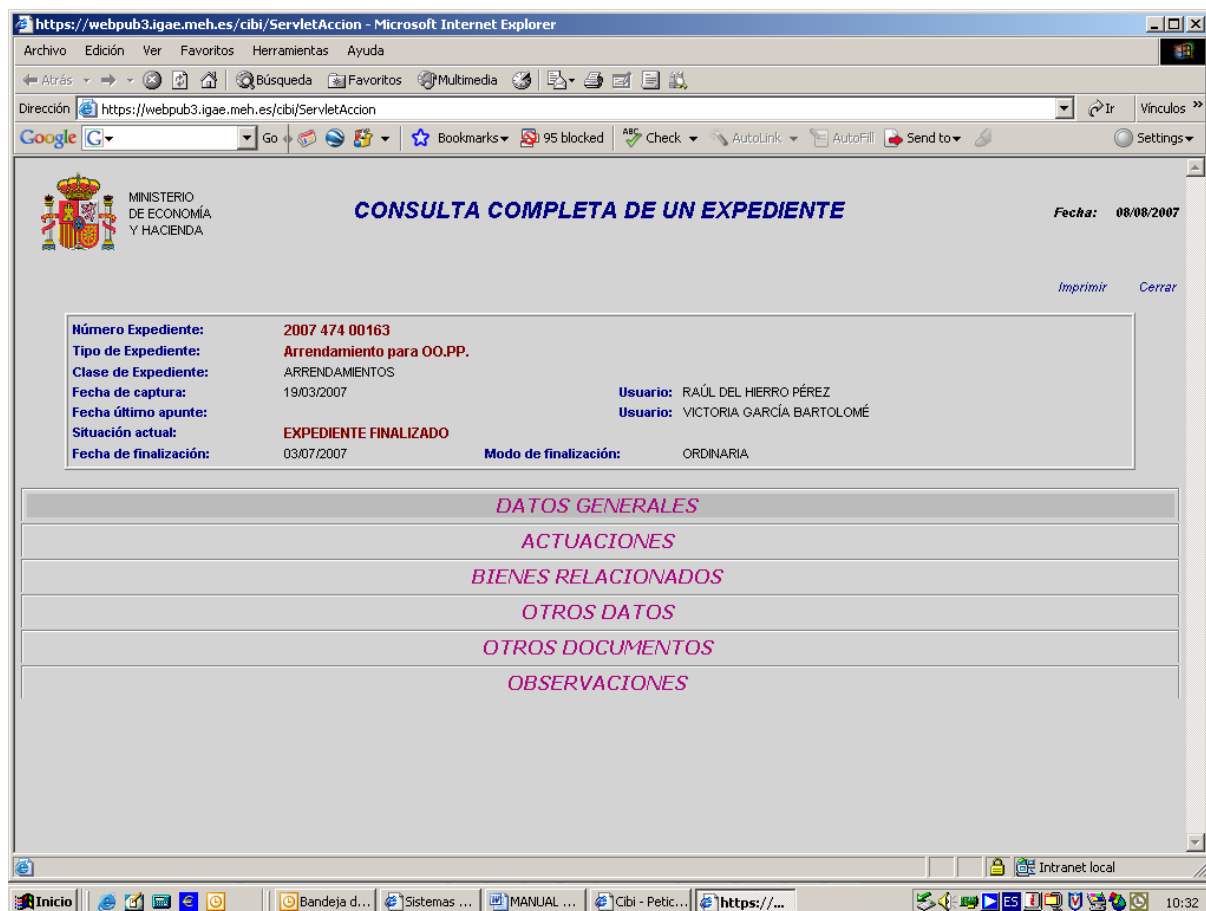 https://webpub3.igae.meh.es/cibi/ServletAccion - Microsoft Internet Explorer
Archivo Edición Ver Favoritos Herramientas Ayuda
Atrás Búsqueda Favoritos Multimedia
Dirección https://webpub3.igae.meh.es/cibi/ServletAccion Ir Vínculos »
Google G Go Bookmarks 95 blocked ABC Check AutoLink AutoFill Send to Settings
MINISTERIO
DE ECONOMÍA
Y HACIENDA
CONSULTA COMPLETA DE UN EXPEDIENTE
Fecha: 08/08/2007
Imprimir Cerrar
Número Expediente: 2007 474 00163
Tipo de Expediente: Arrendamiento para OO.PP.
Clase de Expediente: ARRENDAMIENTOS
Fecha de captura: 19/03/2007 Usuario: RAÚL DEL HIERRO PÉREZ
Fecha último apunte: Usuario: VICTORIA GARCÍA BARTOLOMÉ
Situación actual: EXPEDIENTE FINALIZADO
Fecha de finalización: 03/07/2007 Modo de finalización: ORDINARIA
DATOS GENERALES
ACTUACIONES
BIENES RELACIONADOS
OTROS DATOS
OTROS DOCUMENTOS
OBSERVACIONES
Intranet local
Inicio Bandeja d... Sistemas ... MANUAL ... Cibi - Petic... https://... ES 10:32